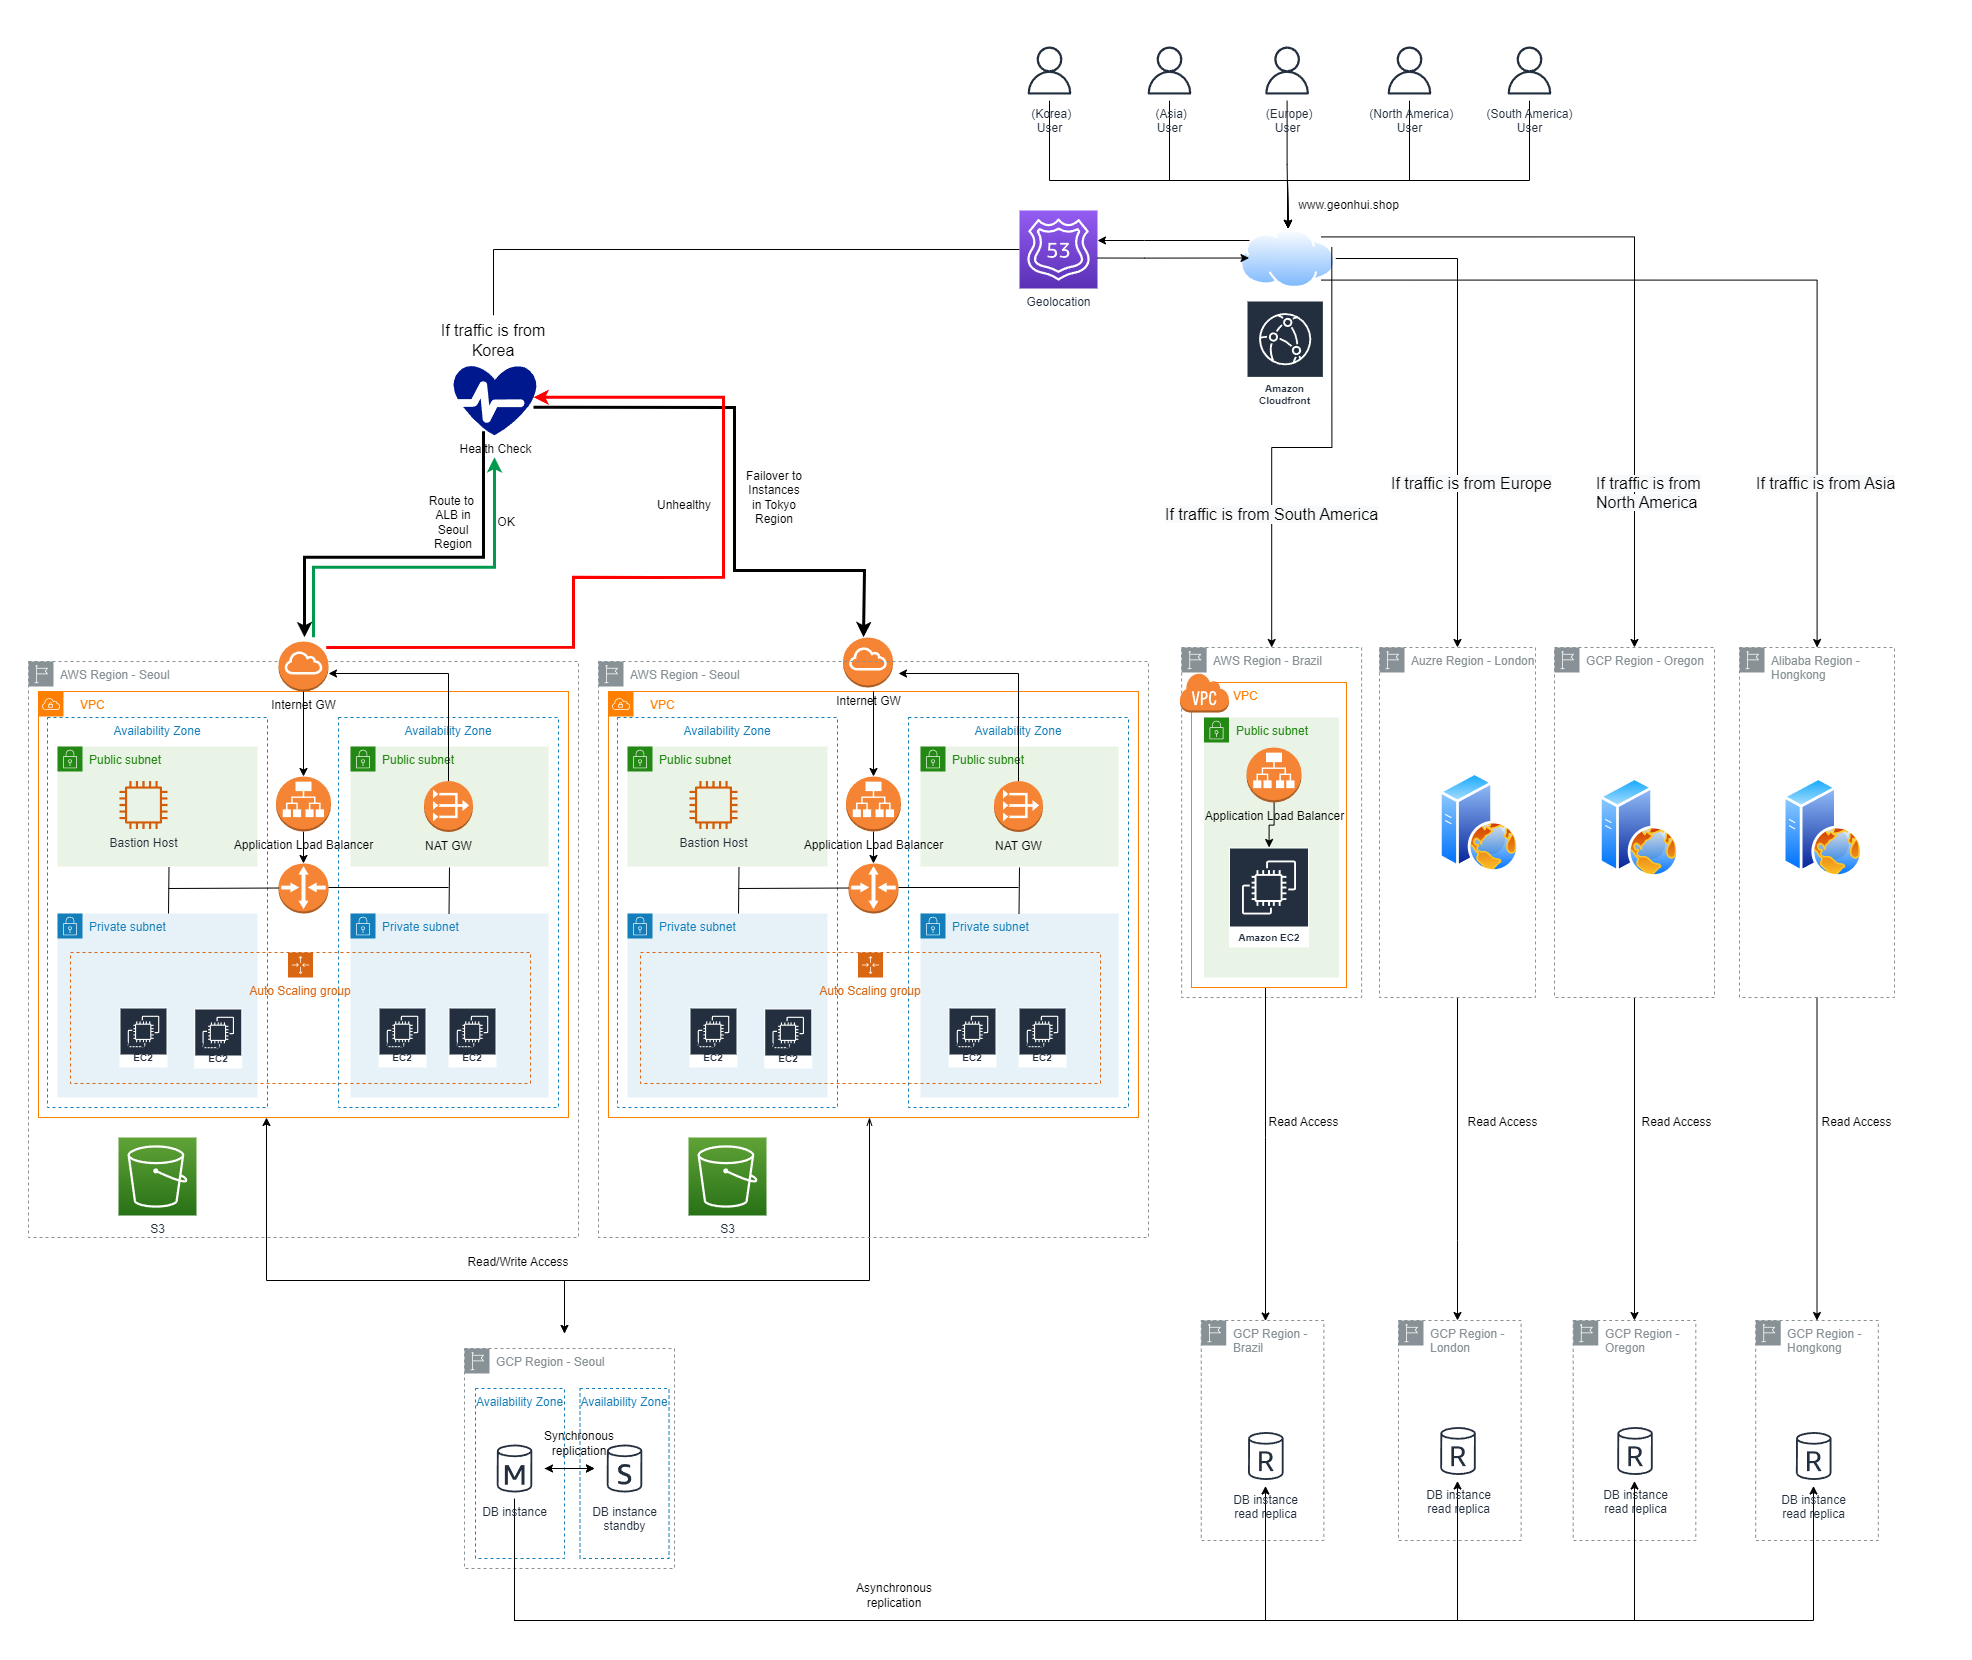 (Korea)
User
(Asia)
User
(Europe)
User
(North America)
User
(South America)
User
www.geonhui.shop
53
Geolocation
Amazon
Cloudfront
If traffic is from
Korea
Health Check
Route to
ALB in
Seoul
Region
OK
Unhealthy
Failover to
Instances
in Tokyo
Region
If traffic is from South America
If traffic is from Europe
If traffic is from
North America
If traffic is from Asia
AWS Region - Seoul
Internet GW
VPC
Availability Zone
Availability Zone
Public subnet
Public subnet
Bastion Host
Application Load Balancer
NAT GW
Private subnet
Private subnet
Auto Scaling group
EC2
EC2
EC2
EC2
S3
AWS Region - Seoul
Internet GW
VPC
Availability Zone
Availability Zone
Public subnet
Public subnet
Bastion Host
Application Load Balancer
NAT GW
Private subnet
Private subnet
Auto Scaling group
EC2
EC2
EC2
EC2
S3
AWS Region - Brazil
VPC
VPC
Public subnet
Application Load Balancer
Amazon EC2
Auzre Region - London
GCP Region - Oregon
Alibaba Region -
Hongkong
Read Access
Read Access
Read Access
Read Access
Read/Write Access
GCP Region - Seoul
Availability Zone
Availability Zone
Synchronous
replication
M
S
DB instance
DB instance
standby
GCP Region -
Brazil
R
DB instance
read replica
GCP Region -
London
R
DB instance
read replica
GCP Region -
Oregon
R
DB instance
read replica
GCP Region -
Hongkong
R
DB instance
read replica
Asynchronous
replication